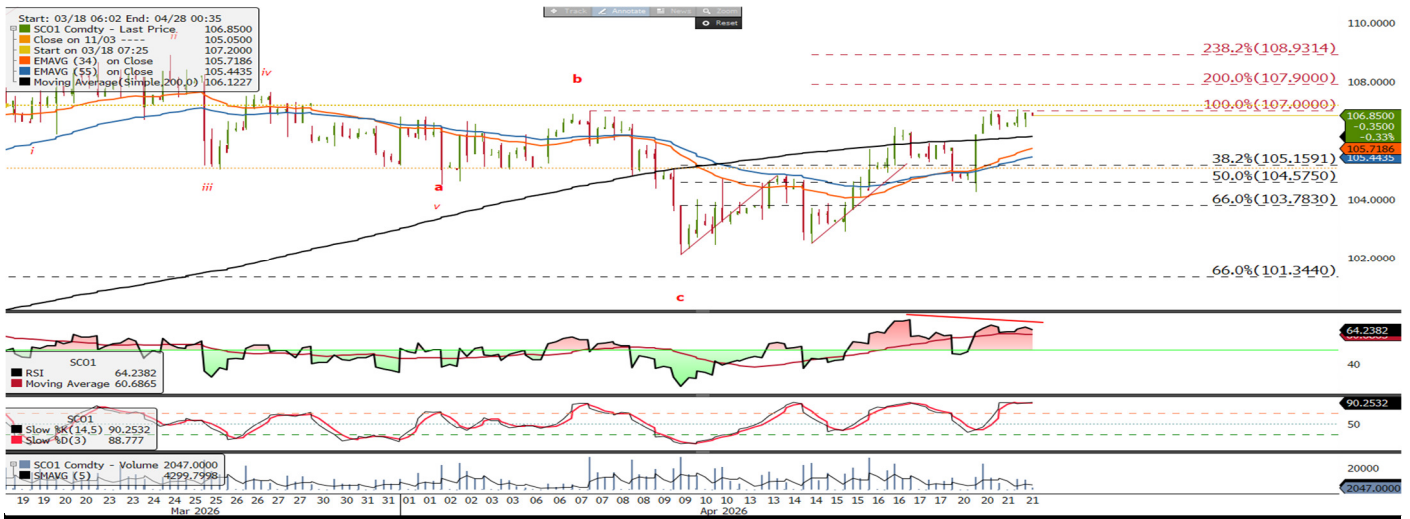 Track Annotate News Zoom
Reset
Start: 03/18 06:02 End: 04/28 00:35
SCO1 Comdty - Last Price 106.8500
Close on 11/03 ---- 105.0500
Start on 03/18 07:25 107.2000
EMAVG (34) on Close 105.7186
EMAVG (55) on Close 105.4435
Moving Average(Simple,200,0) 106.1227
i
ii
iii
iv
a
v
b
c
238.2%(108.9314)
200.0%(107.9000)
100.0%(107.0000)
38.2%(105.1591)
50.0%(104.5750)
66.0%(103.7830)
66.0%(101.3440)
110.0000
108.0000
106.8500
-0.3500
-0.33%
105.7186
105.4435
104.0000
102.0000
SCO1
RSI 64.2382
Moving Average 60.6865
64.2382
40
SCO1
Slow %K(14,5) 90.2532
Slow %D(3) 88.777
90.2532
50
SCO1 Comdty - Volume 2047.0000
SMAVG (5) 4299.7998
20000
2047.0000
19 19 20 20 23 23 24 24 25 25 26 26 27 27 30 30 31 31 01 01 02 02 03 03 06 06 07 07 08 08 09 09 10 10 13 13 14 14 15 16 16 17 17 20 20 21 21
Mar 2026 Apr 2026